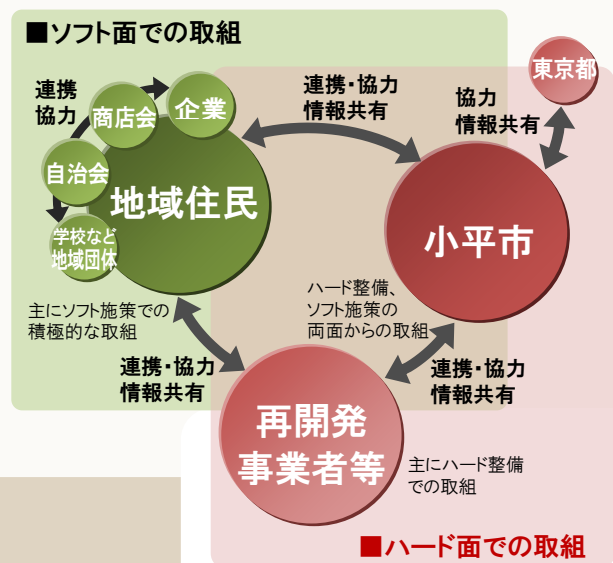 ■ソフト面での取組
連携
協力
企業
商店会
自治会
学校など
地域団体
地域住民
連携・協力
情報共有
東京都
協力
情報共有
小平市
主にソフト施策での
積極的な取組
ハード整備、
ソフト施策の
両面からの取組
連携・協力
情報共有
連携・協力
情報共有
再開発
事業者等
主にハード整備
での取組
■ハード面での取組